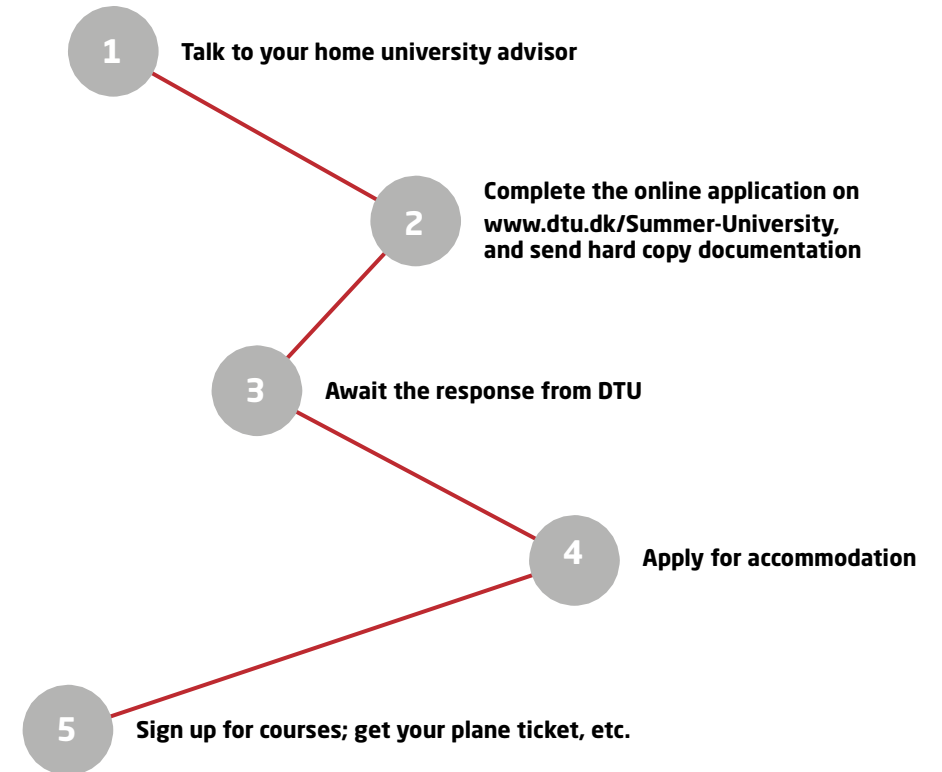 1
Talk to your home university advisor
2
Complete the online application on
www.dtu.dk/Summer-University,
and send hard copy documentation
3
Await the response from DTU
4
Apply for accommodation
5
Sign up for courses; get your plane ticket, etc.